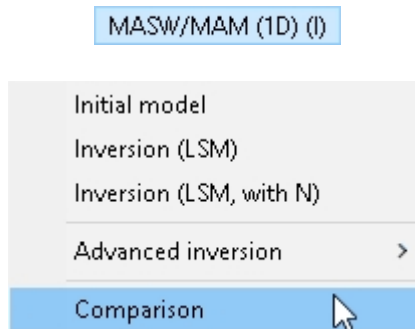 MASW/MAM (1D) (I)
Initial model
Inversion (LSM)
Inversion (LSM, with N)
Advanced inversion >
Comparison